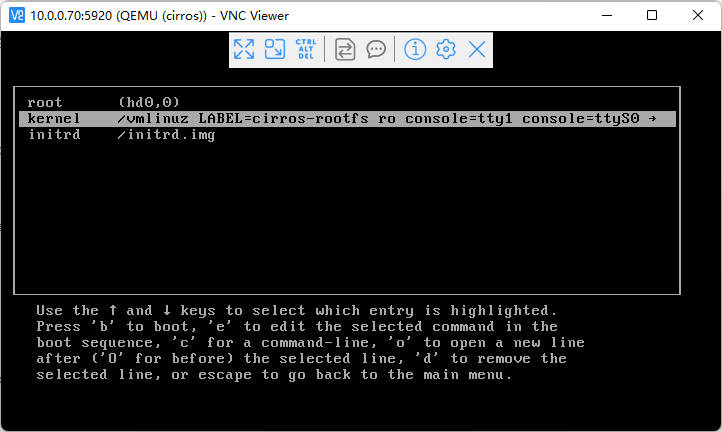 10.0.0.70:5920 (QEMU (cirros)) - VNC Viewer
CTRL
ALT
DEL
root (hd0,0)
kernel /vmlinuz LABEL=cirros-rootfs ro console=tty1 console=ttyS0 →
initrd /initrd.img
Use the ↑ and ↓ keys to select which entry is highlighted.
Press 'b' to boot, 'e' to edit the selected command in the
boot sequence, 'c' for a command-line, 'o' to open a new line
after ('O' for before) the selected line, 'd' to remove the
selected line, or escape to go back to the main menu.